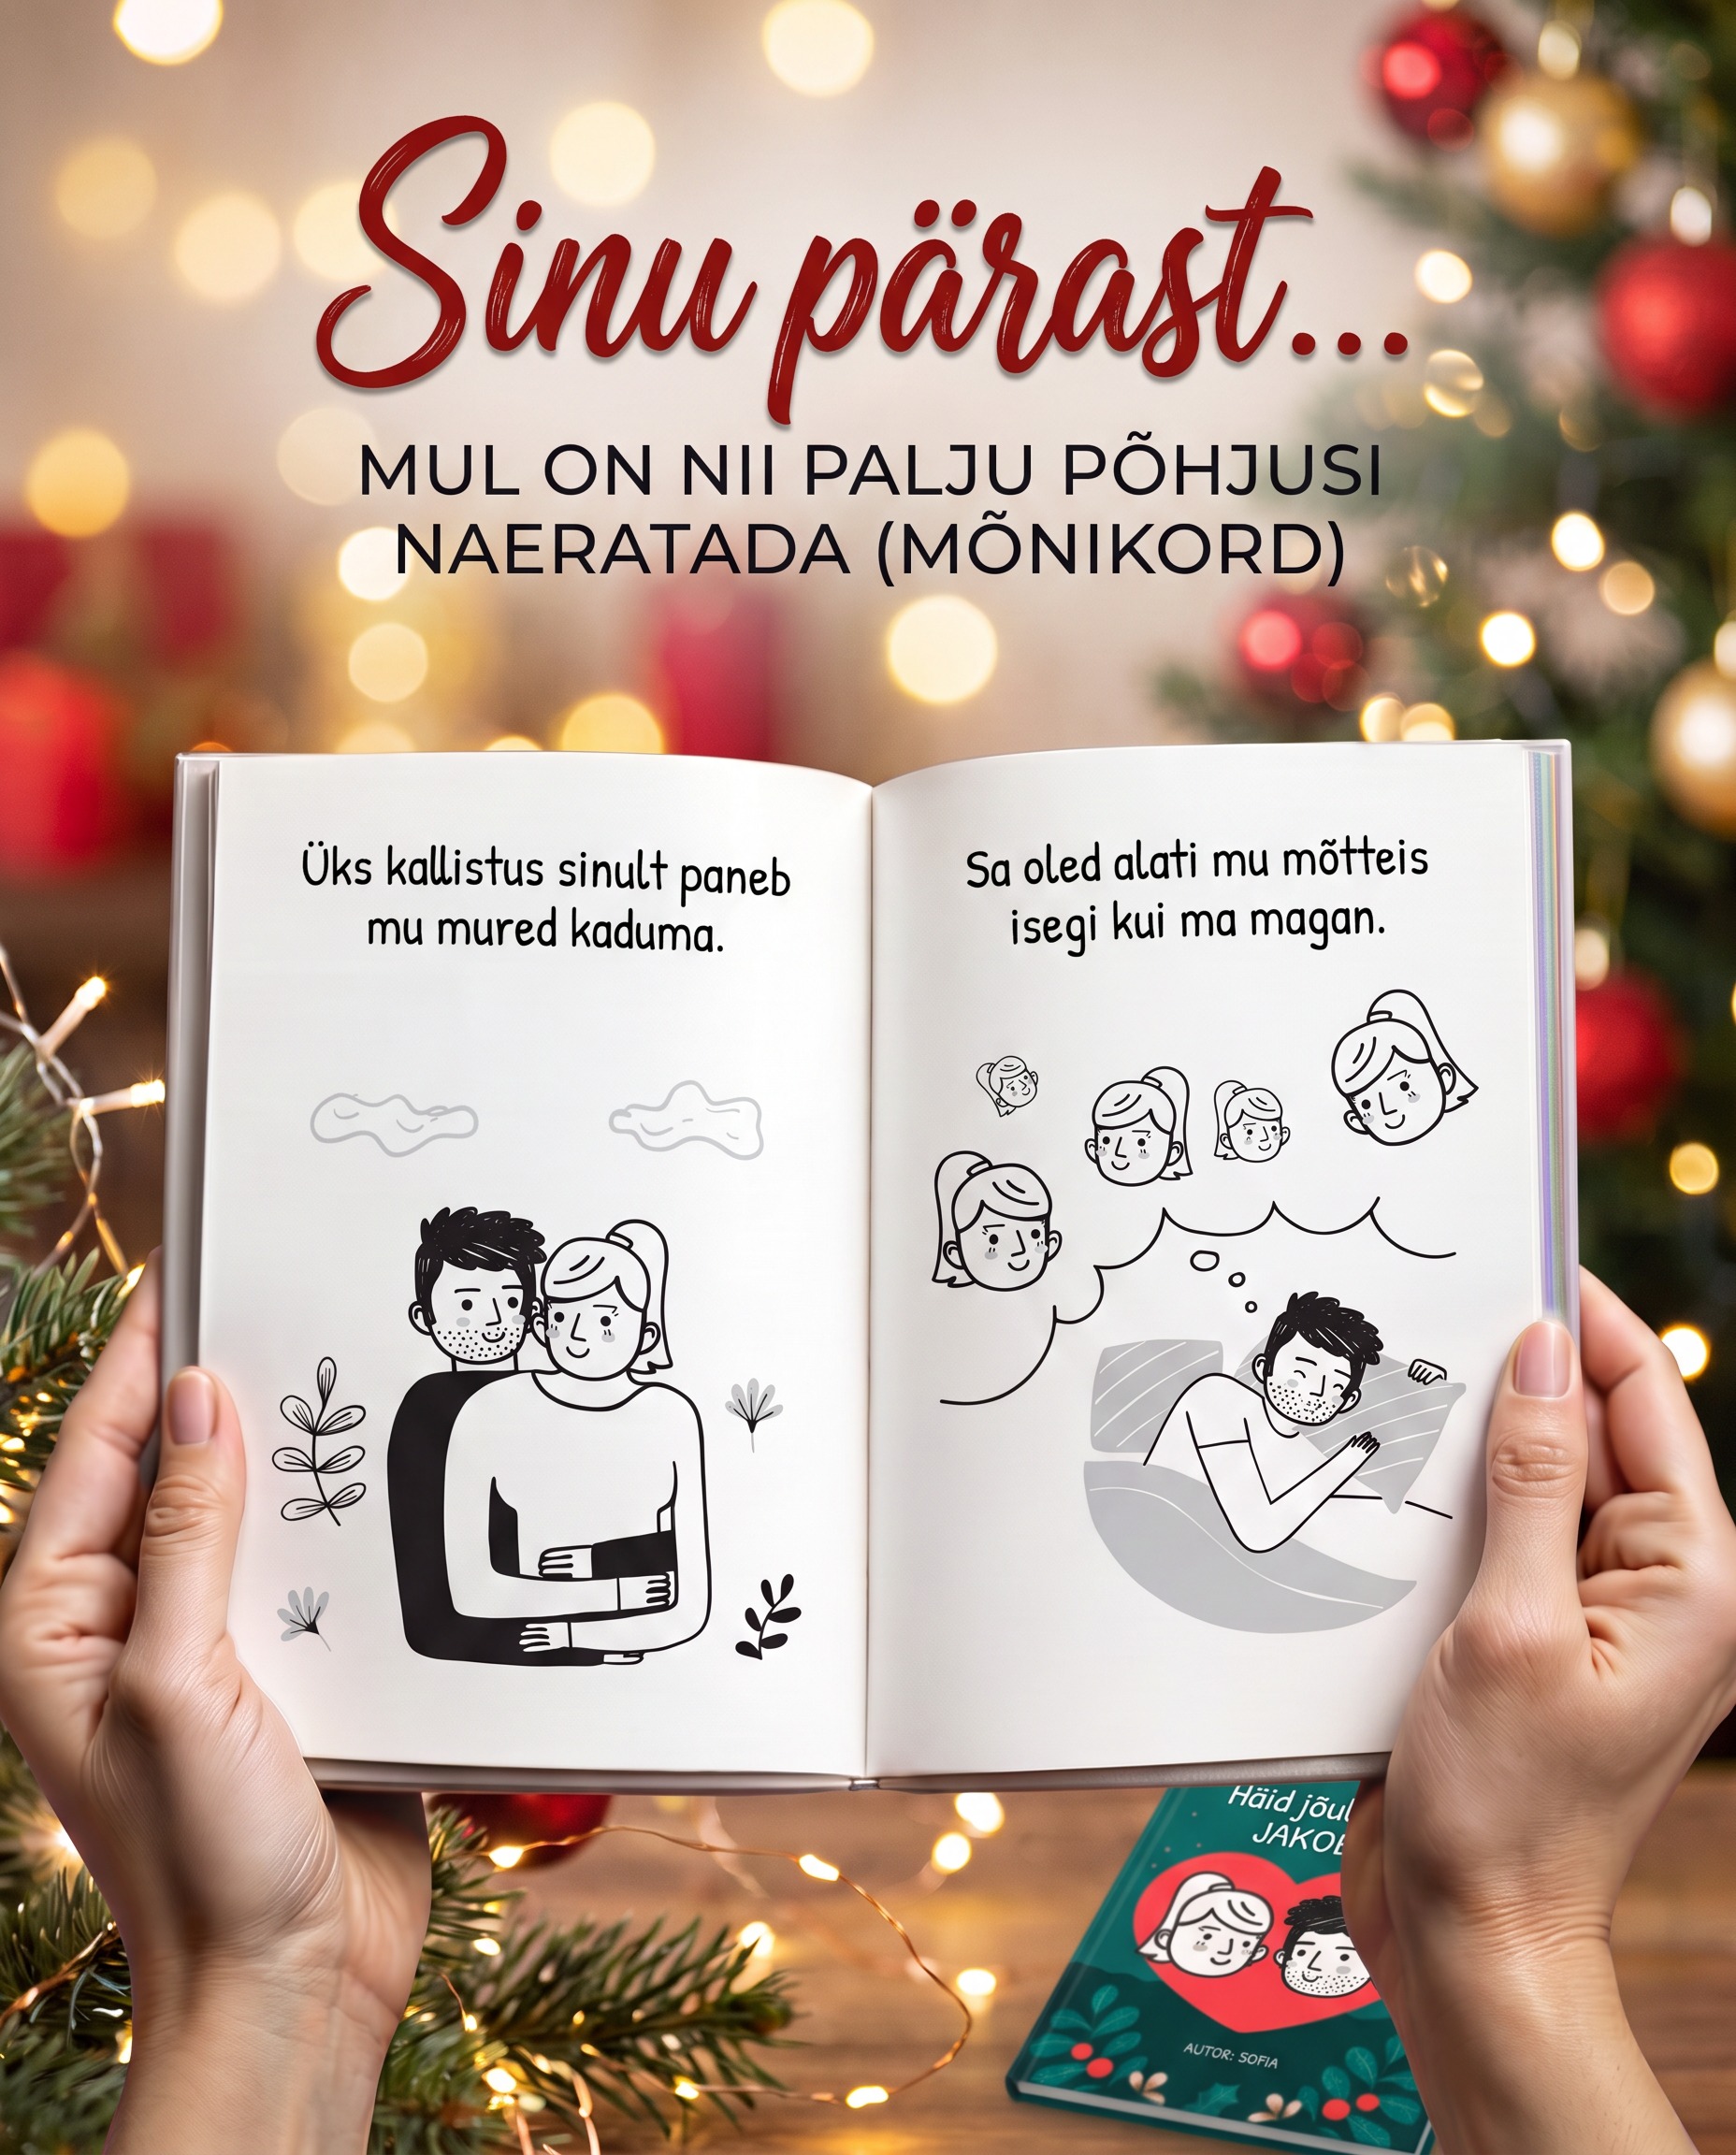 Sinu pärast...
MUL ON NII PALJU PÕHJUSI
NAERATADA (MÕNIKORD)
Üks kallistus sinult paneb
mu mured kaduma.
Sa oled alati mu mõtteis
isegi kui ma magan.
Häid
AUTOR: SOFIA